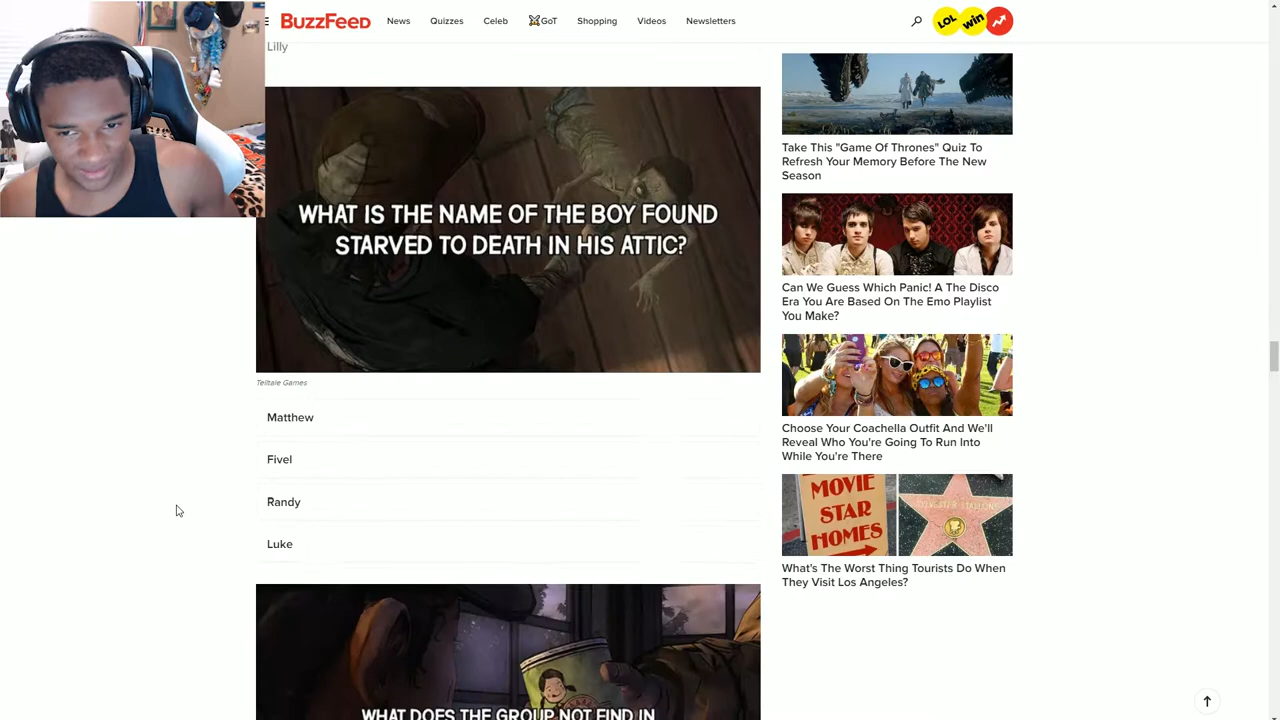 BuzzFeed
News
Quizzes
Celeb
GoT
Shopping
Videos
Newsletters
LOL
win
Lilly
WHAT IS THE NAME OF THE BOY FOUND
STARVED TO DEATH IN HIS ATTIC?
Telltale Games
Matthew
Fivel
Randy
Luke
WHAT DOES THE GROUP NOT FIND IN
Take This "Game Of Thrones" Quiz To
Refresh Your Memory Before The New
Season
Can We Guess Which Panic! A The Disco
Era You Are Based On The Emo Playlist
You Make?
Choose Your Coachella Outfit And We'll
Reveal Who You're Going To Run Into
While You're There
MOVIE
STAR
HOMES
What's The Worst Thing Tourists Do When
They Visit Los Angeles?